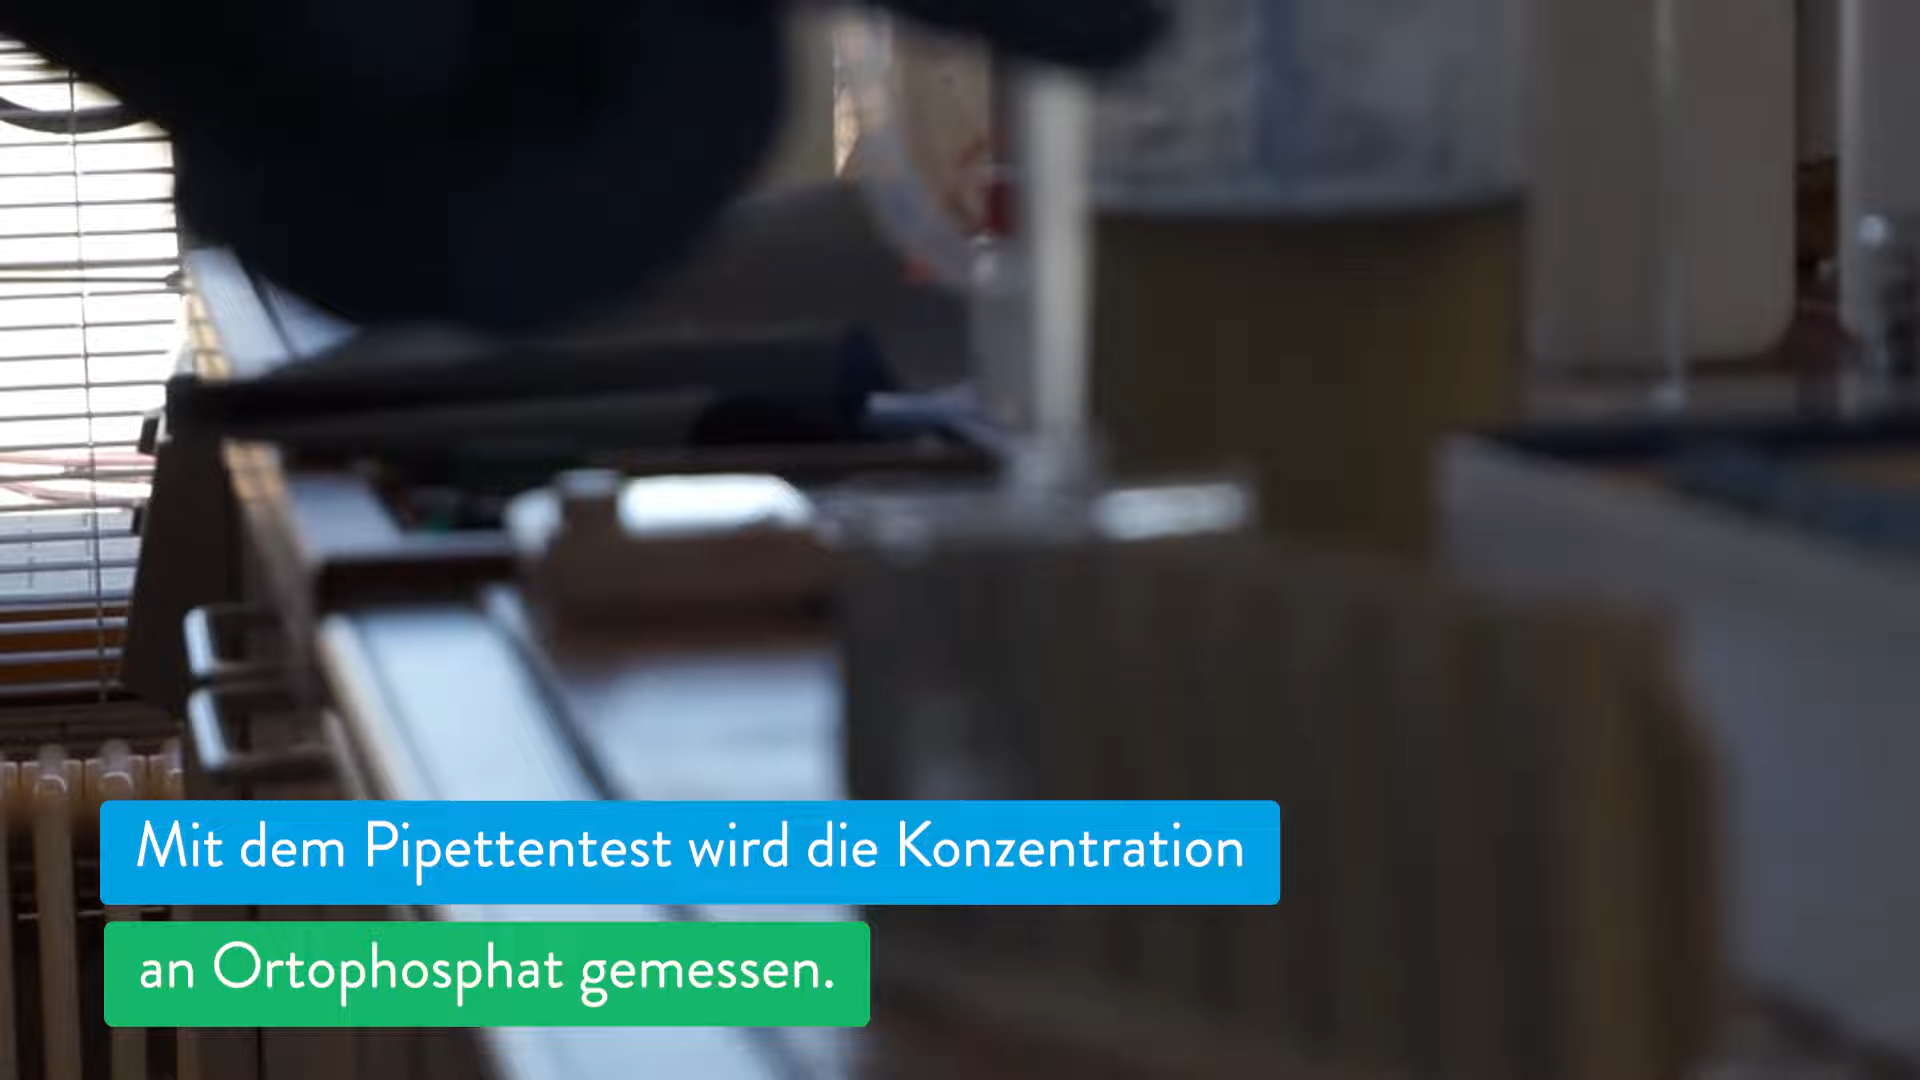 Mit dem Pipettentest wird die Konzentration
an Ortophosphat gemessen.